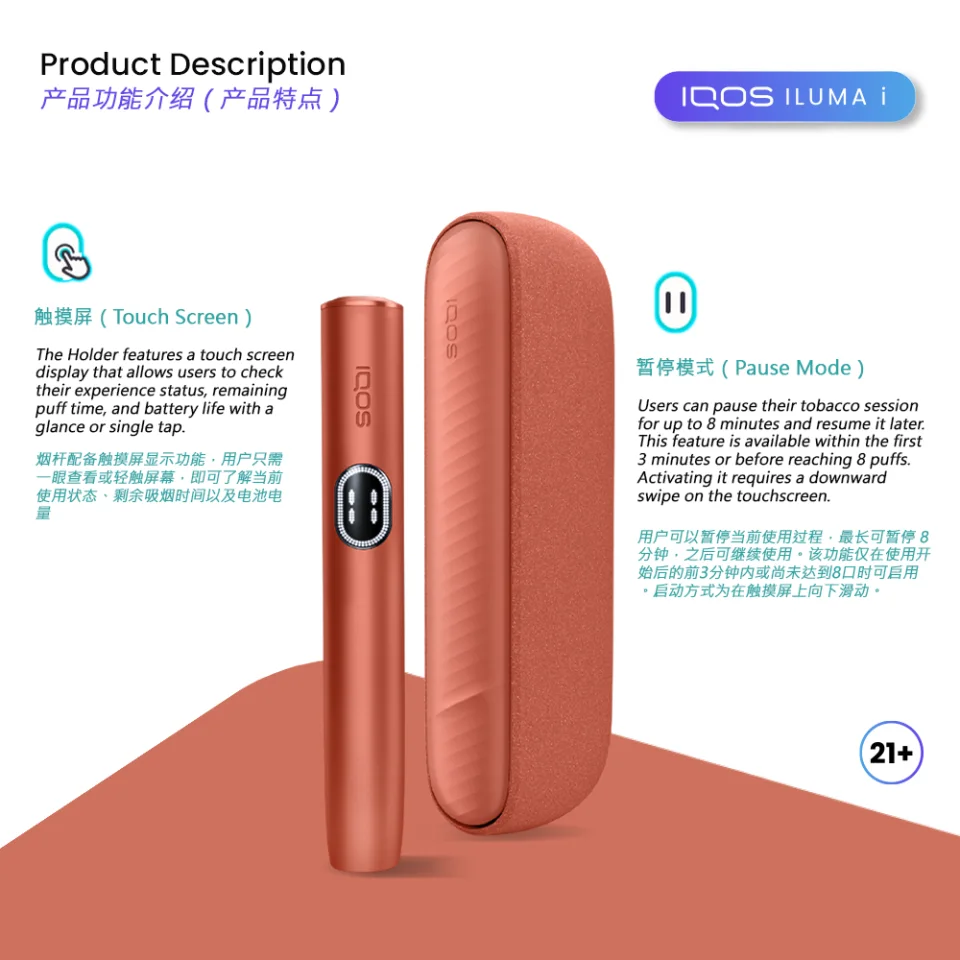 Product Description
产品功能介绍 ( 产品特点 )
IQOS ILUMA i
触摸屏 ( Touch Screen )
The Holder features a touch screen
display that allows users to check
their experience status, remaining
puff time, and battery life with a
glance or single tap.
烟杆配备触摸屏显示功能，用户只需
一眼查看或轻触屏幕，即可了解当前
使用状态、剩余吸烟时间以及电池电
量
IQOS
IQOS
暂停模式 ( Pause Mode )
Users can pause their tobacco session
for up to 8 minutes and resume it later.
This feature is available within the first
3 minutes or before reaching 8 puffs.
Activating it requires a downward
swipe on the touchscreen.
用户可以暂停当前使用过程，最长可暂停 8
分钟，之后可继续使用。该功能仅在使用开
始后的前3分钟内或尚未达到8口时可启用
。启动方式为在触摸屏上向下滑动。
21+